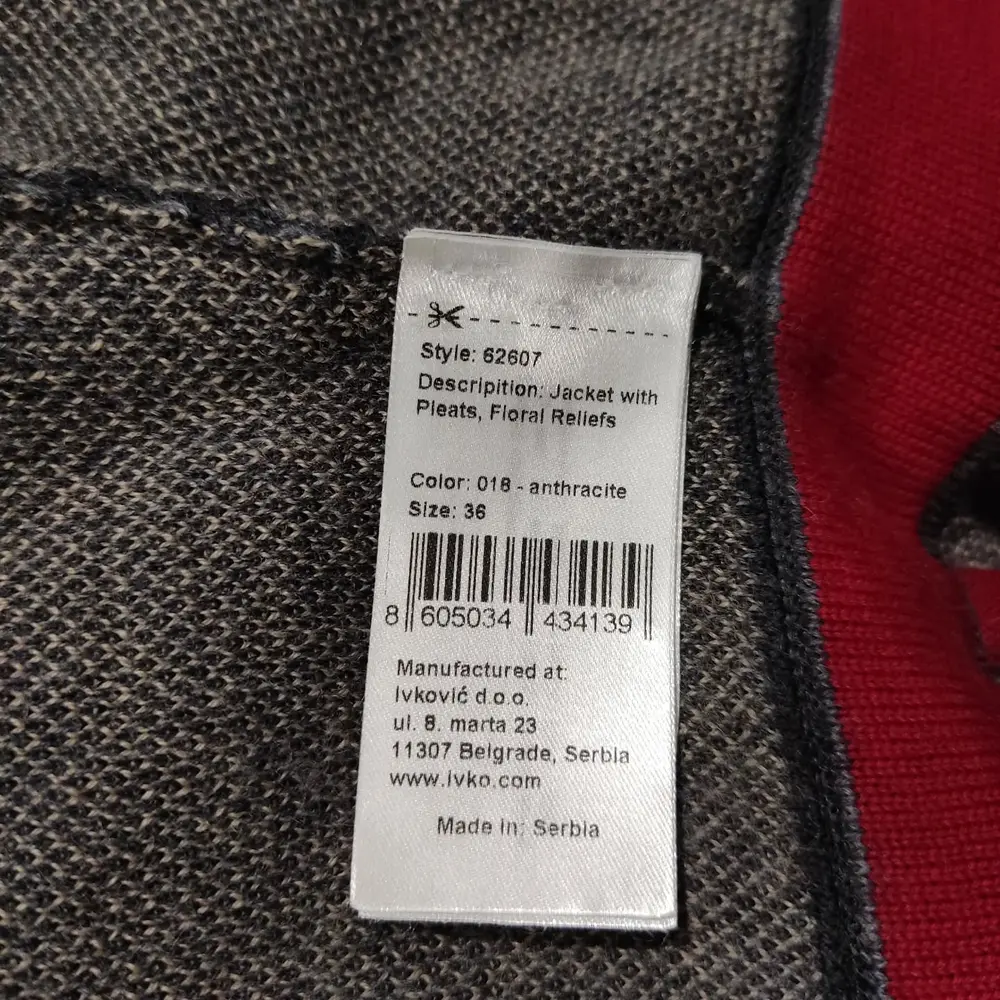 Style: 62607
Descripition: Jacket with
Pleats, Floral Reliefs
Color: 018 - anthracite
Size: 36
8 605034 434139
Manufactured at:
Ivković d.o.o.
ul. 8. marta 23
11307 Belgrade, Serbia
www.ivko.com
Made in: Serbia